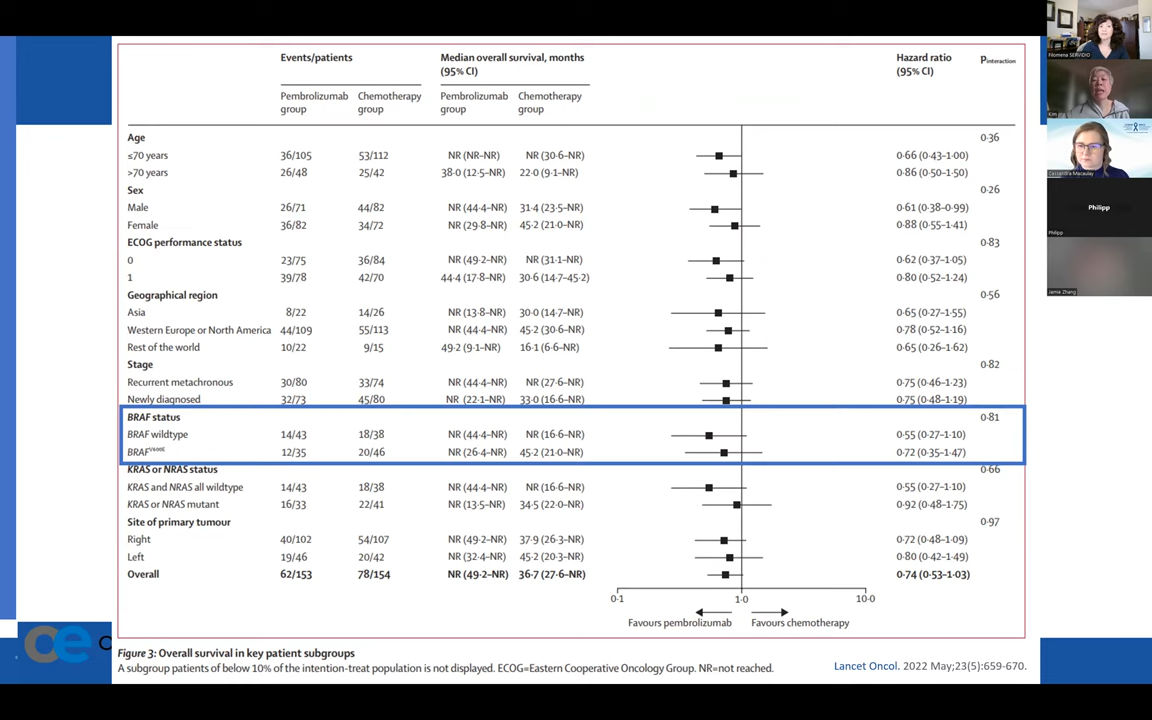 Events/patients Median overall survival, months (95% CI) Hazard ratio (95% CI) Pinteraction
Pembrolizumab group Chemotherapy group Pembrolizumab group Chemotherapy group
Age 0·36
≤70 years 36/105 53/112 NR (NR–NR) NR (30·6–NR) 0·66 (0·43–1·00)
>70 years 26/48 25/42 38·0 (12·5–NR) 22·0 (9·1–NR) 0·86 (0·50–1·50)
Sex 0·26
Male 26/71 44/82 NR (44·4–NR) 31·4 (23·5–NR) 0·61 (0·38–0·99)
Female 36/82 34/72 NR (29·8–NR) 45·2 (21·0–NR) 0·88 (0·55–1·41)
ECOG performance status 0·83
0 23/75 36/84 NR (49·2–NR) NR (31·1–NR) 0·62 (0·37–1·05)
1 39/78 42/70 44·4 (17·8–NR) 30·6 (14·7–45·2) 0·80 (0·52–1·24)
Geographical region 0·56
Asia 8/22 14/26 NR (13·8–NR) 30·0 (14·7–NR) 0·65 (0·27–1·55)
Western Europe or North America 44/109 55/113 NR (44·4–NR) 45·2 (30·6–NR) 0·78 (0·52–1·16)
Rest of the world 10/22 9/15 49·2 (9·1–NR) 16·1 (6·6–NR) 0·65 (0·26–1·62)
Stage 0·82
Recurrent metachronous 30/80 33/74 NR (44·4–NR) NR (27·6–NR) 0·75 (0·46–1·23)
Newly diagnosed 32/73 45/80 NR (22·1–NR) 33·0 (16·6–NR) 0·75 (0·48–1·19)
BRAF status 0·81
BRAF wildtype 14/43 18/38 NR (44·4–NR) NR (16·6–NR) 0·55 (0·27–1·10)
BRAFV600E 12/35 20/46 NR (26·4–NR) 45·2 (21·0–NR) 0·72 (0·35–1·47)
KRAS or NRAS status 0·66
KRAS and NRAS all wildtype 14/43 18/38 NR (44·4–NR) NR (16·6–NR) 0·55 (0·27–1·10)
KRAS or NRAS mutant 16/33 22/41 NR (13·5–NR) 34·5 (22·0–NR) 0·92 (0·48–1·75)
Site of primary tumour 0·97
Right 40/102 54/107 NR (49·2–NR) 37·9 (26·3–NR) 0·72 (0·48–1·09)
Left 19/46 20/42 NR (32·4–NR) 45·2 (20·3–NR) 0·80 (0·42–1·49)
Overall 62/153 78/154 NR (49·2–NR) 36·7 (27·6–NR) 0·74 (0·53–1·03)
0·1 1·0 10·0
Favours pembrolizumab Favours chemotherapy
Figure 3: Overall survival in key patient subgroups
A subgroup patients of below 10% of the intention-treat population is not displayed. ECOG=Eastern Cooperative Oncology Group. NR=not reached.
Lancet Oncol. 2022 May;23(5):659-670.
ce
Filomena SERVIDIO
Cassandra Macaulay
Philipp
Philipp
Jamie Zhang